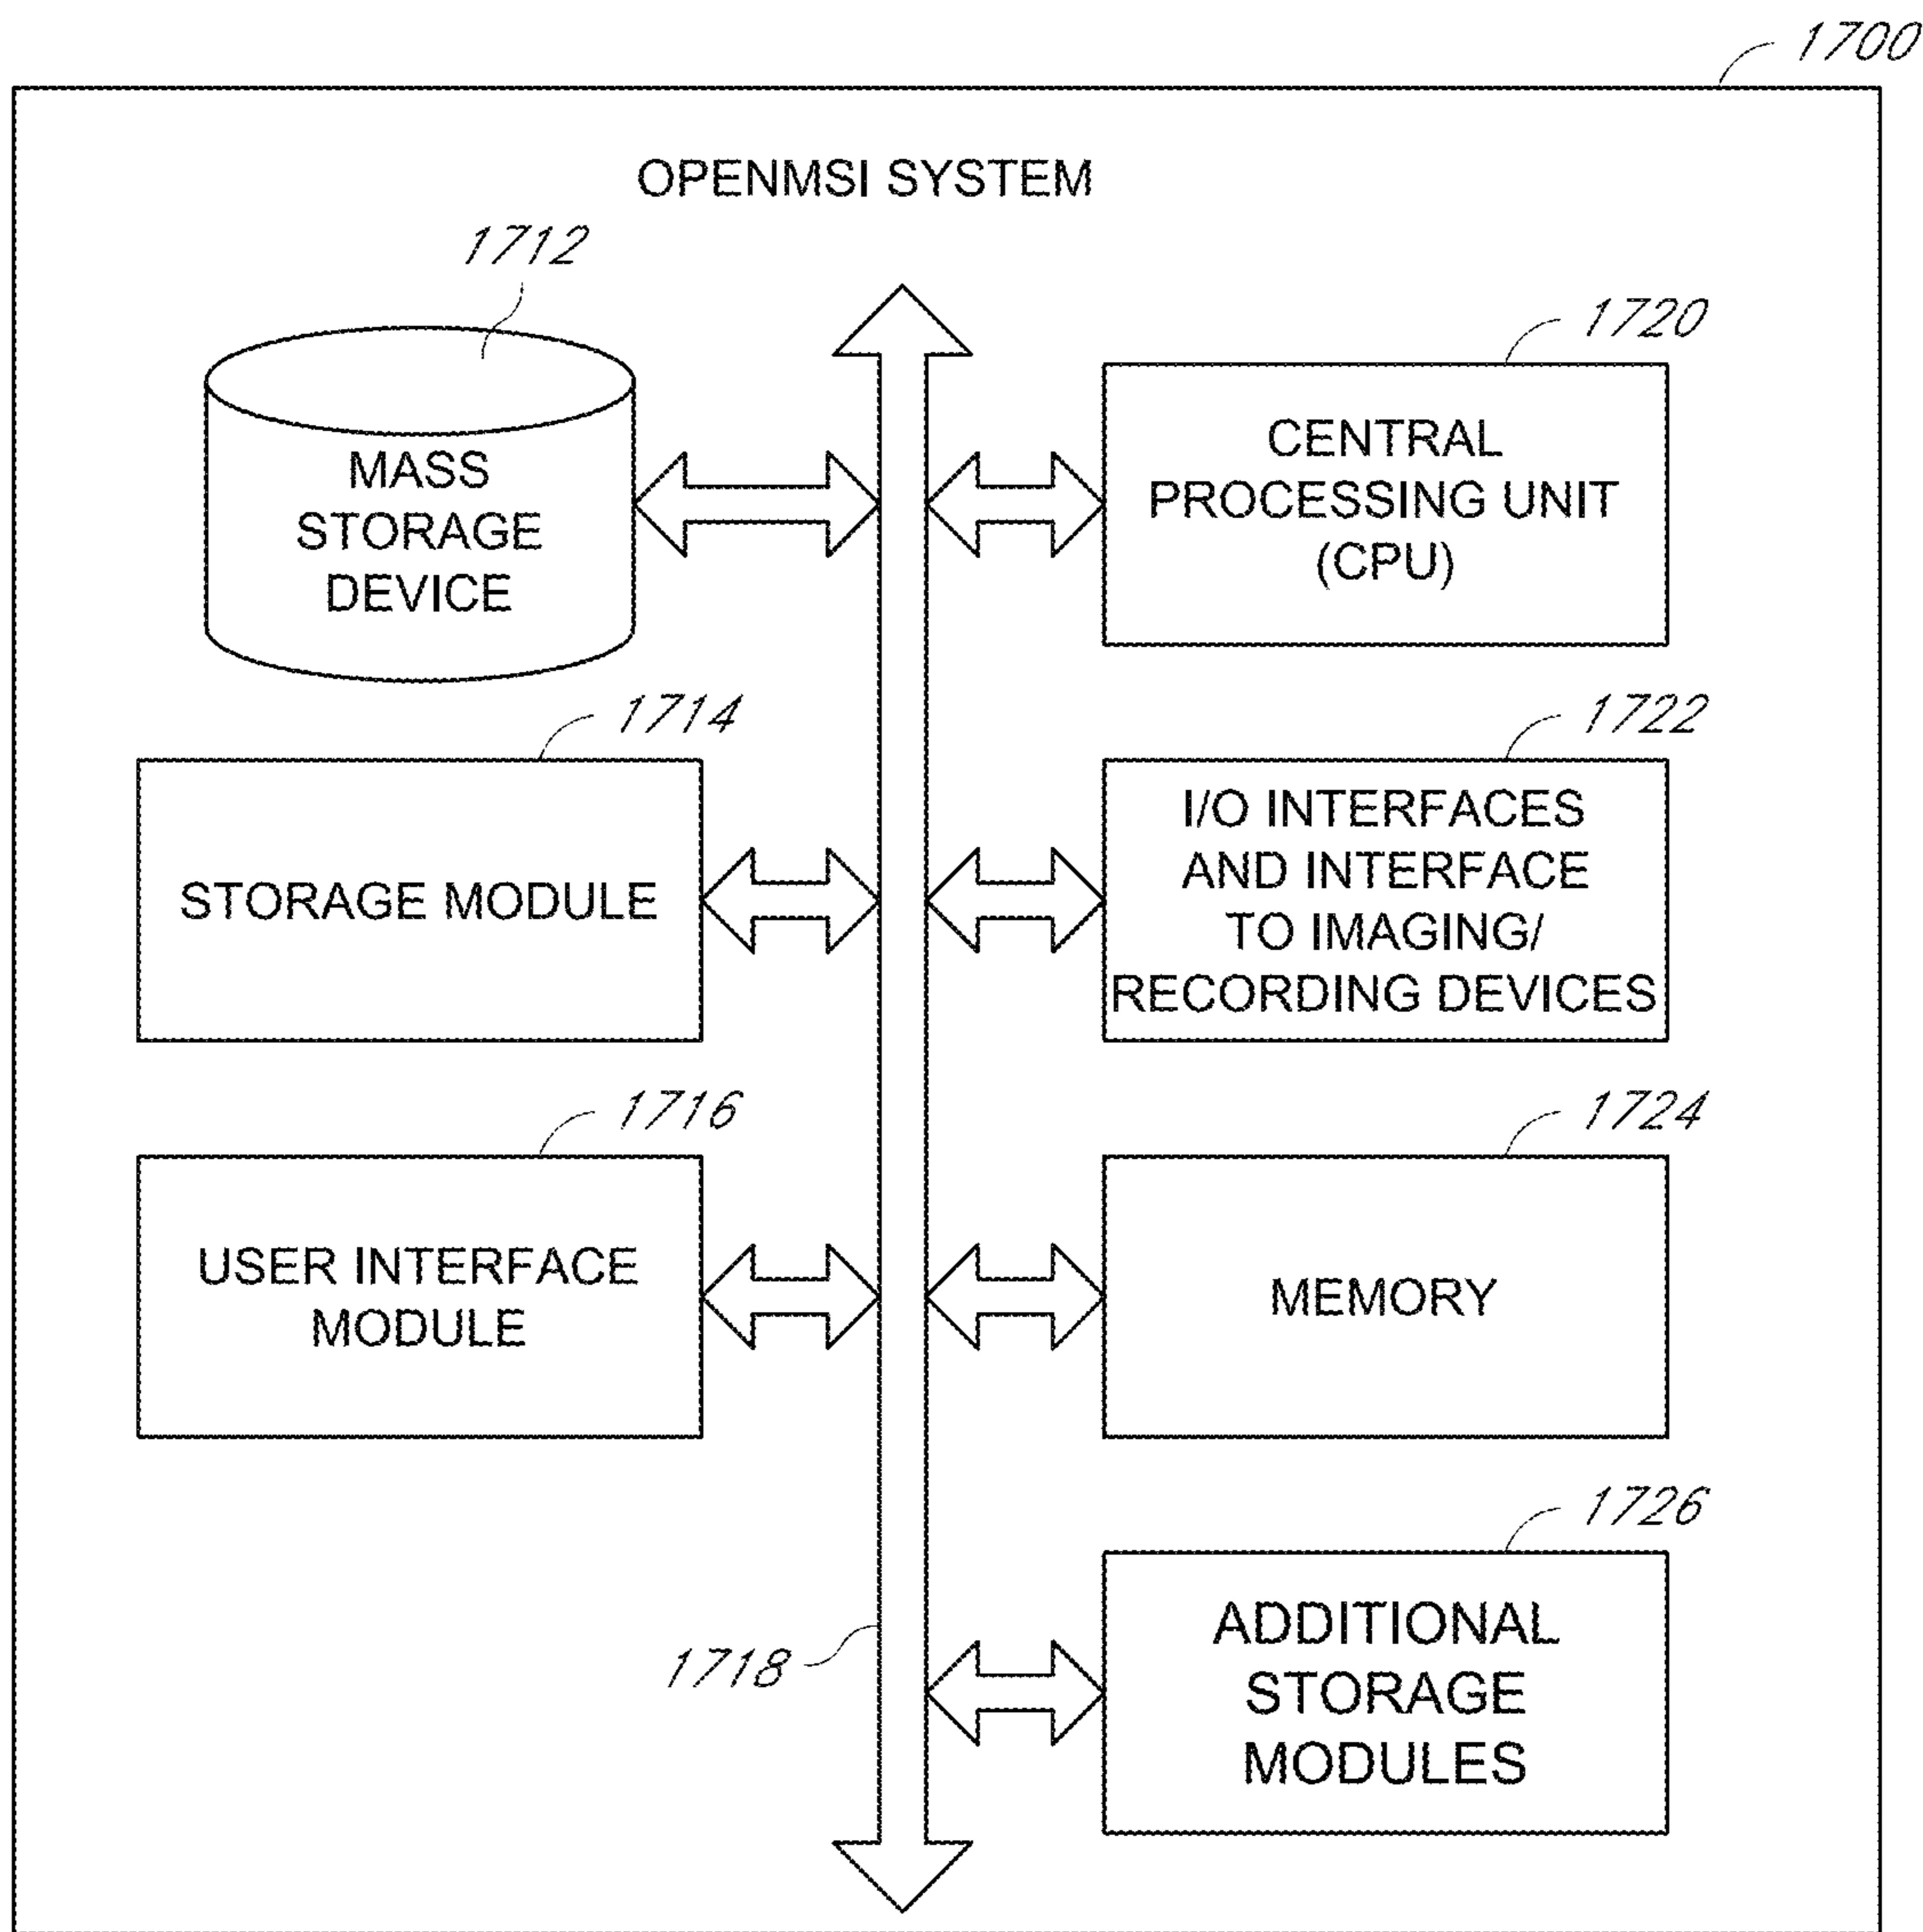 1700
OPENMSI SYSTEM
1712
MASS
STORAGE
DEVICE
1720
CENTRAL
PROCESSING UNIT
(CPU)
1714
STORAGE MODULE
1722
I/O INTERFACES
AND INTERFACE
TO IMAGING/
RECORDING DEVICES
1716
USER INTERFACE
MODULE
1724
MEMORY
1718
1726
ADDITIONAL
STORAGE
MODULES